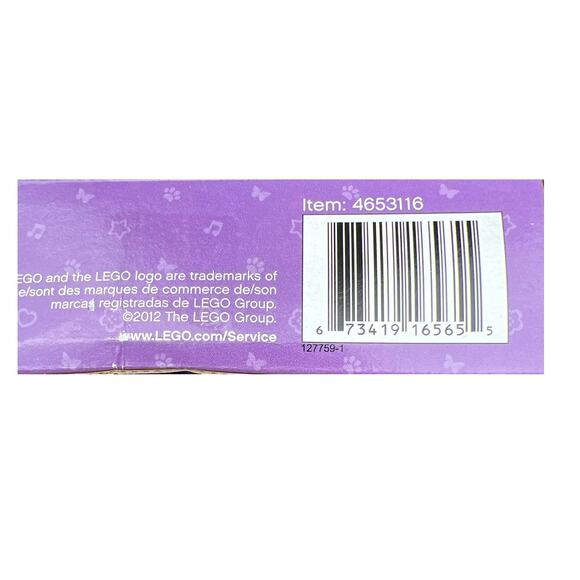 EGO and the LEGO logo are trademarks of
e/sont des marques de commerce de/son
marcas registradas de LEGO Group.
©2012 The LEGO Group.
www.LEGO.com/Service
Item: 4653116
6 73419 16565 5
127759-1